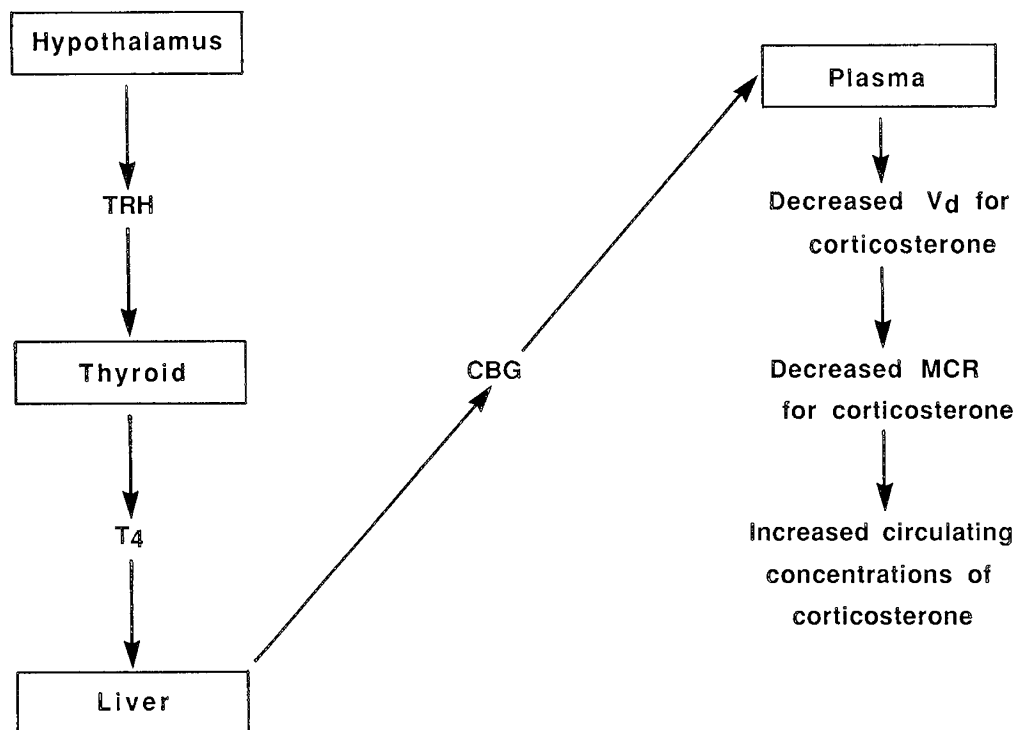 Hypothalamus
TRH
Thyroid
T4
Liver
CBG
Plasma
Decreased Vd for
corticosterone
Decreased MCR
for corticosterone
Increased circulating
concentrations of
corticosterone